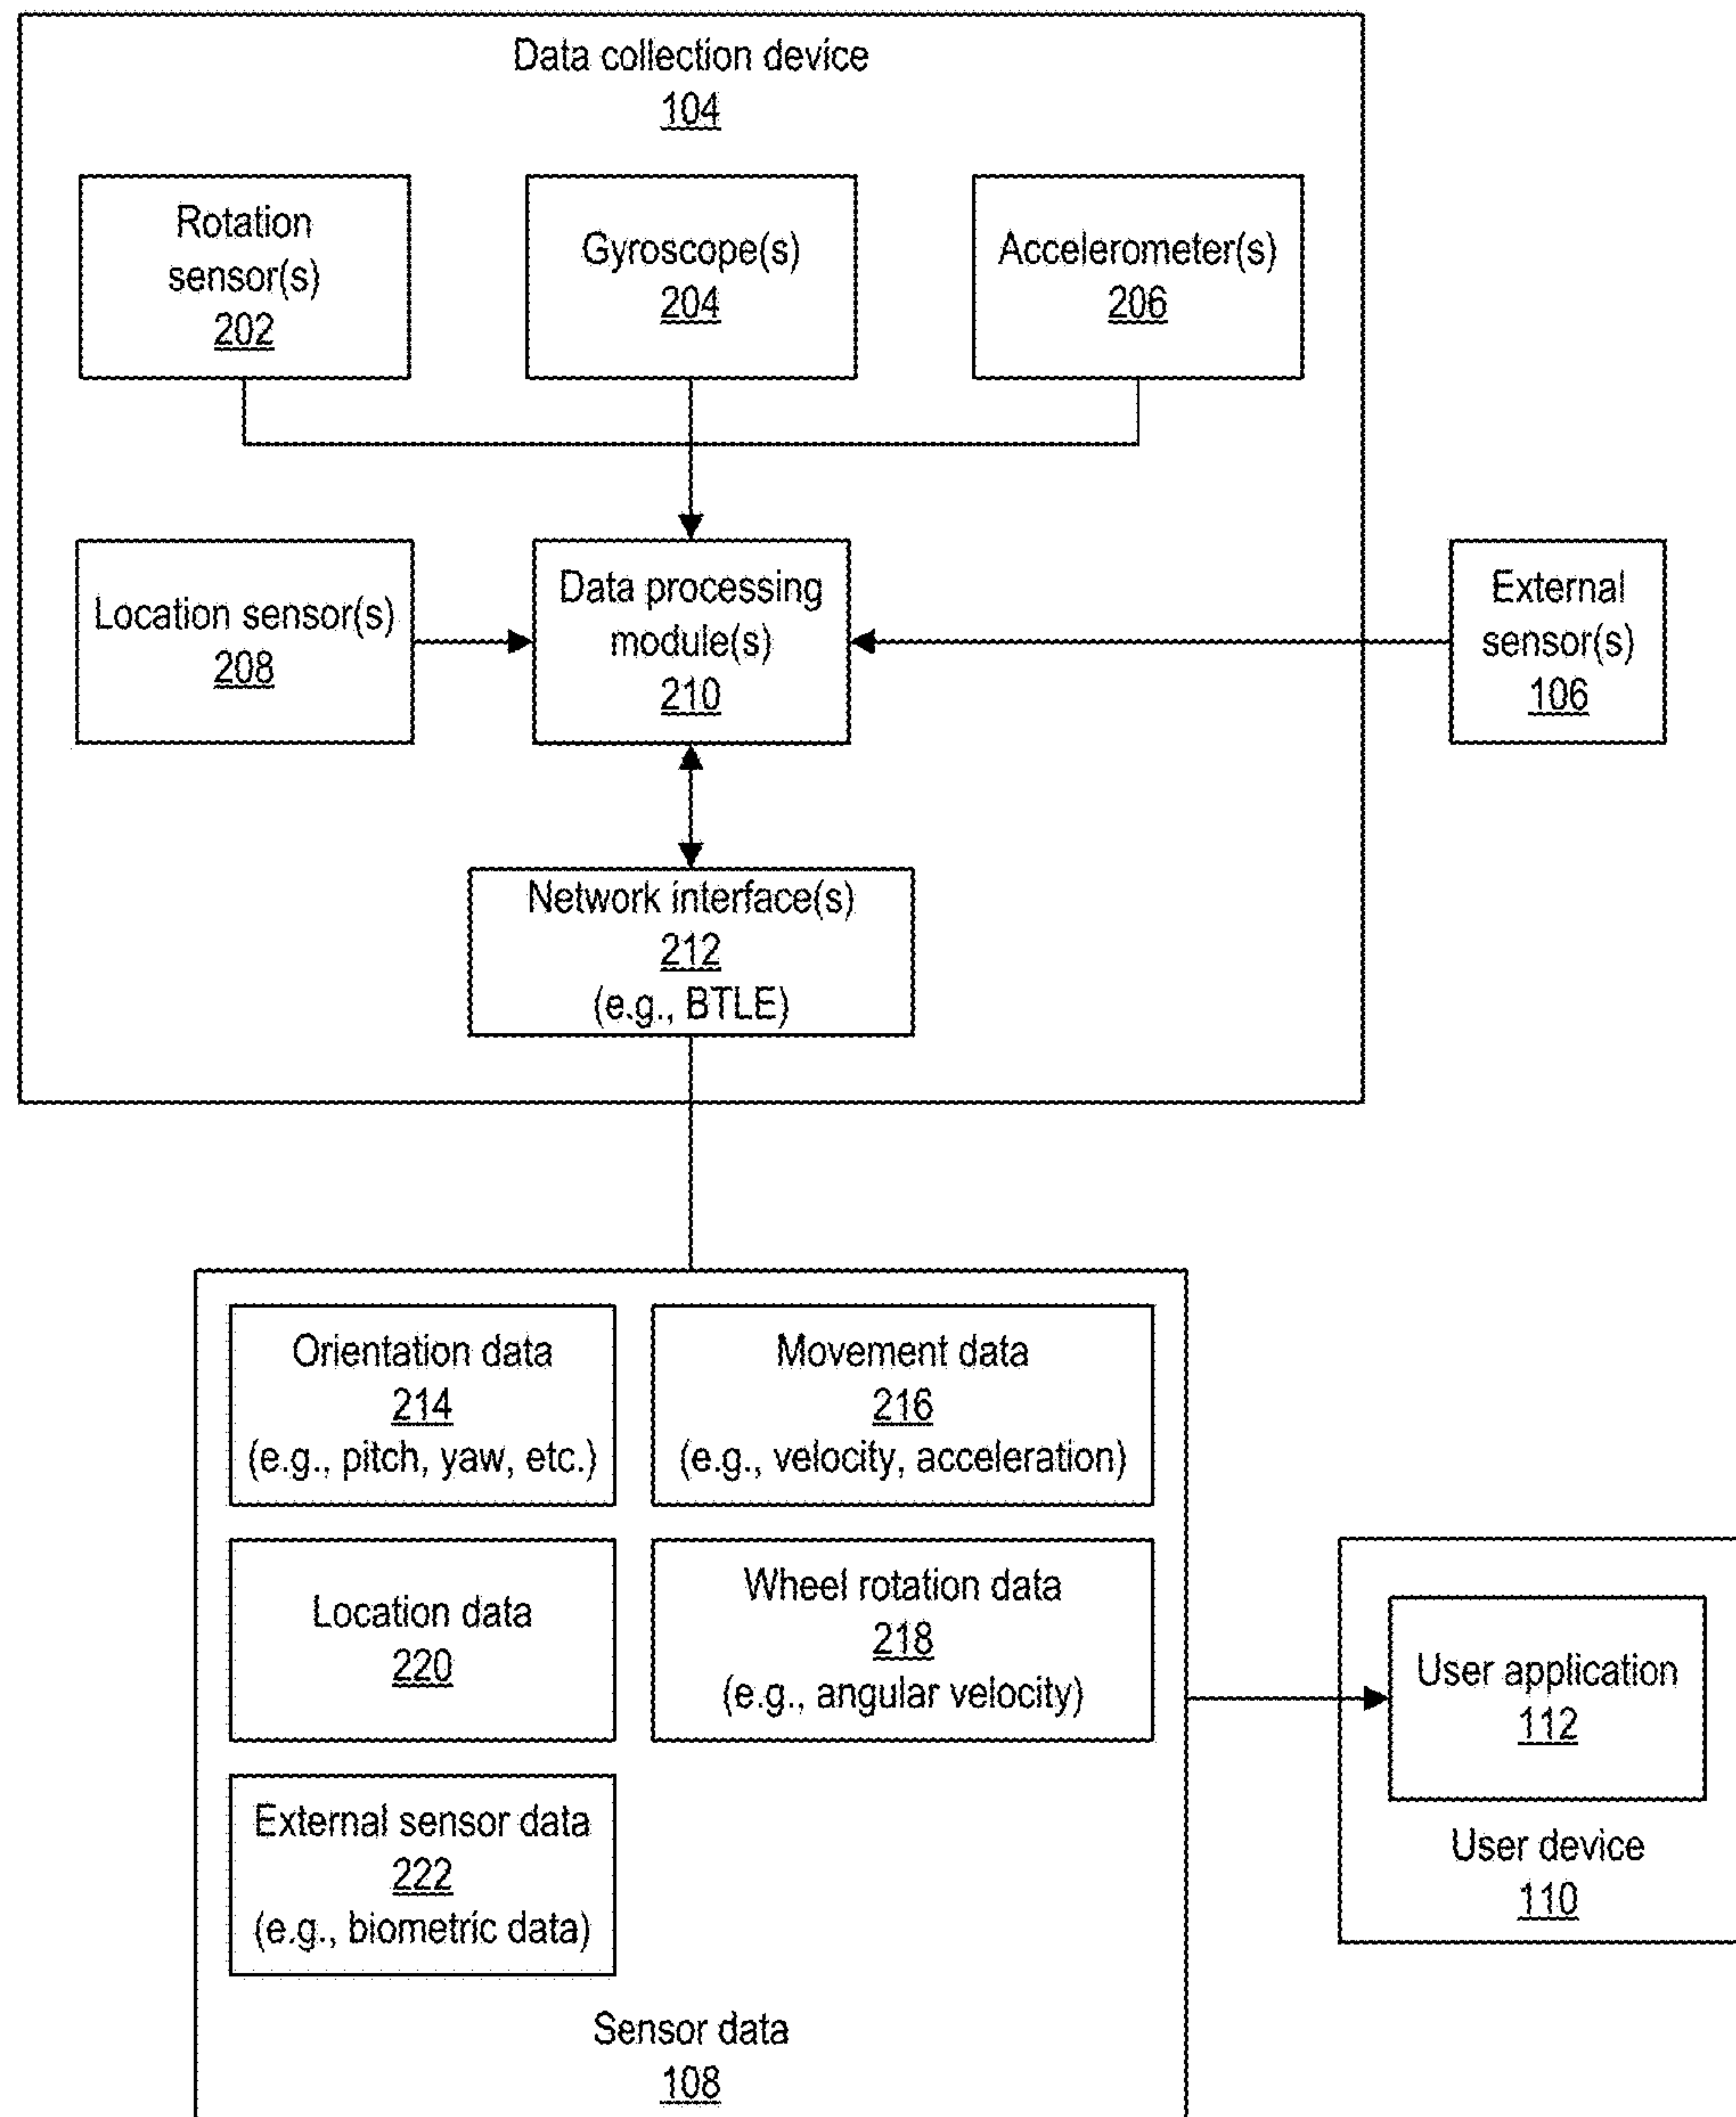 Data collection device
104
Rotation
sensor(s)
202
Gyroscope(s)
204
Accelerometer(s)
206
Location sensor(s)
208
Data processing
module(s)
210
External
sensor(s)
106
Network interface(s)
212
(e.g., BTLE)
Orientation data
214
(e.g., pitch, yaw, etc.)
Movement data
216
(e.g., velocity, acceleration)
Location data
220
Wheel rotation data
218
(e.g., angular velocity)
External sensor data
222
(e.g., biometric data)
Sensor data
108
User application
112
User device
110